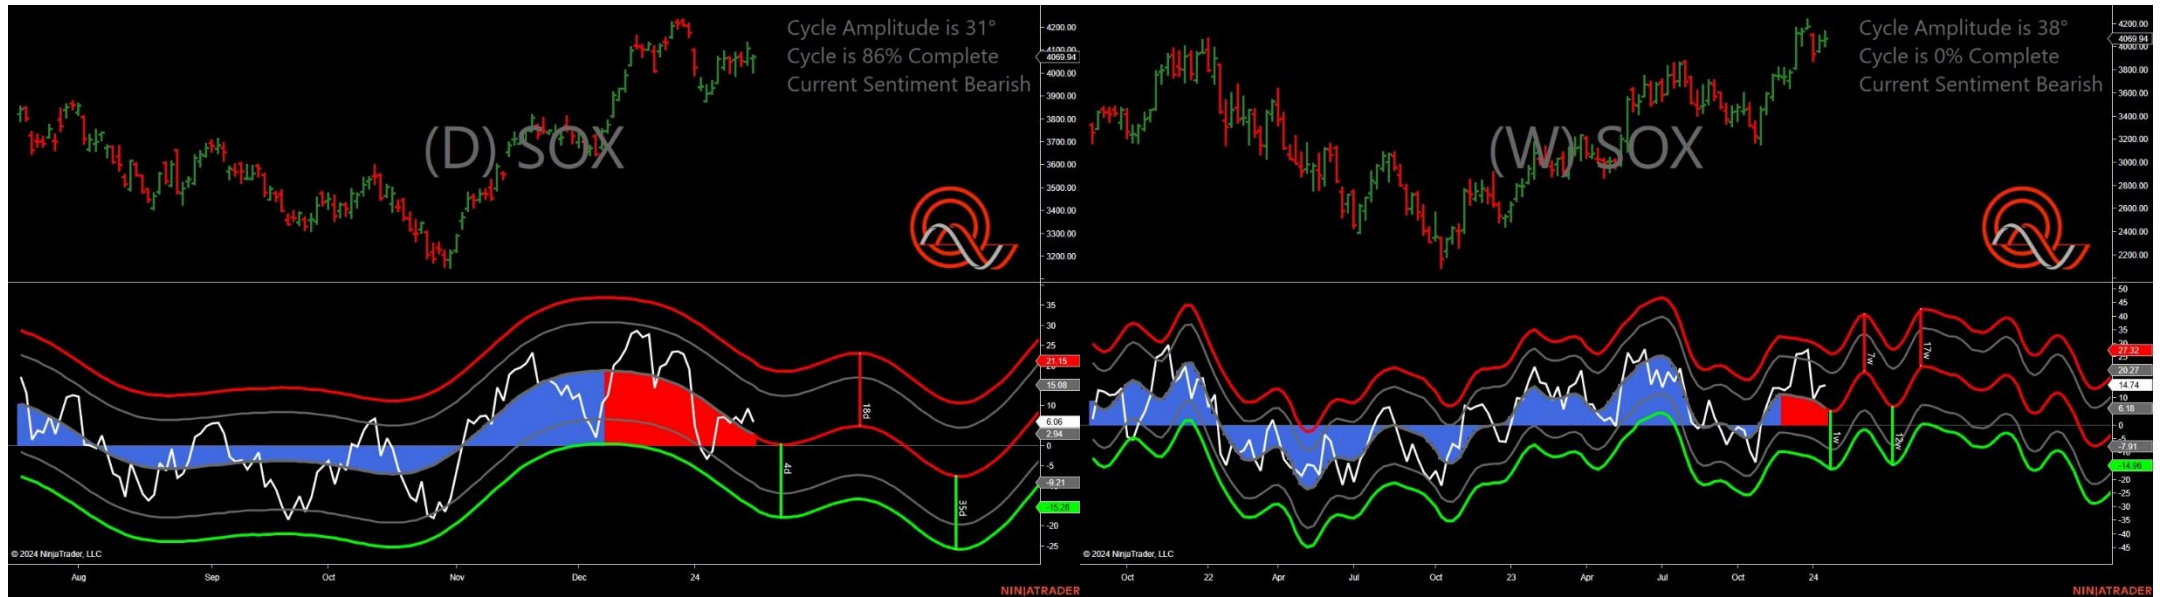 Cycle Amplitude is 31°
Cycle is 86% Complete
Current Sentiment Bearish
(D) SOX
4200.00
4100.00
4069.94
4000.00
3900.00
3800.00
3700.00
3600.00
3500.00
3400.00
3300.00
3200.00
35
30
25
21.15
15.08
10
6.06
2.94
0
-5
-9.21
-15.28
-20
-25
18d
4d
35d
© 2024 NinjaTrader, LLC
Aug
Sep
Oct
Nov
Dec
24
NINJATRADER
Cycle Amplitude is 38°
Cycle is 0% Complete
Current Sentiment Bearish
(W) SOX
4200.00
4069.94
4000.00
3800.00
3600.00
3400.00
3200.00
3000.00
2800.00
2600.00
2400.00
2200.00
50
45
40
35
27.32
20.27
14.74
10
6.18
0
-7.91
-14.96
-20
-25
-30
-35
-40
-45
7w
17w
1w
12w
© 2024 NinjaTrader, LLC
Oct
22
Apr
Jul
Oct
23
Apr
Jul
Oct
24
NINJATRADER